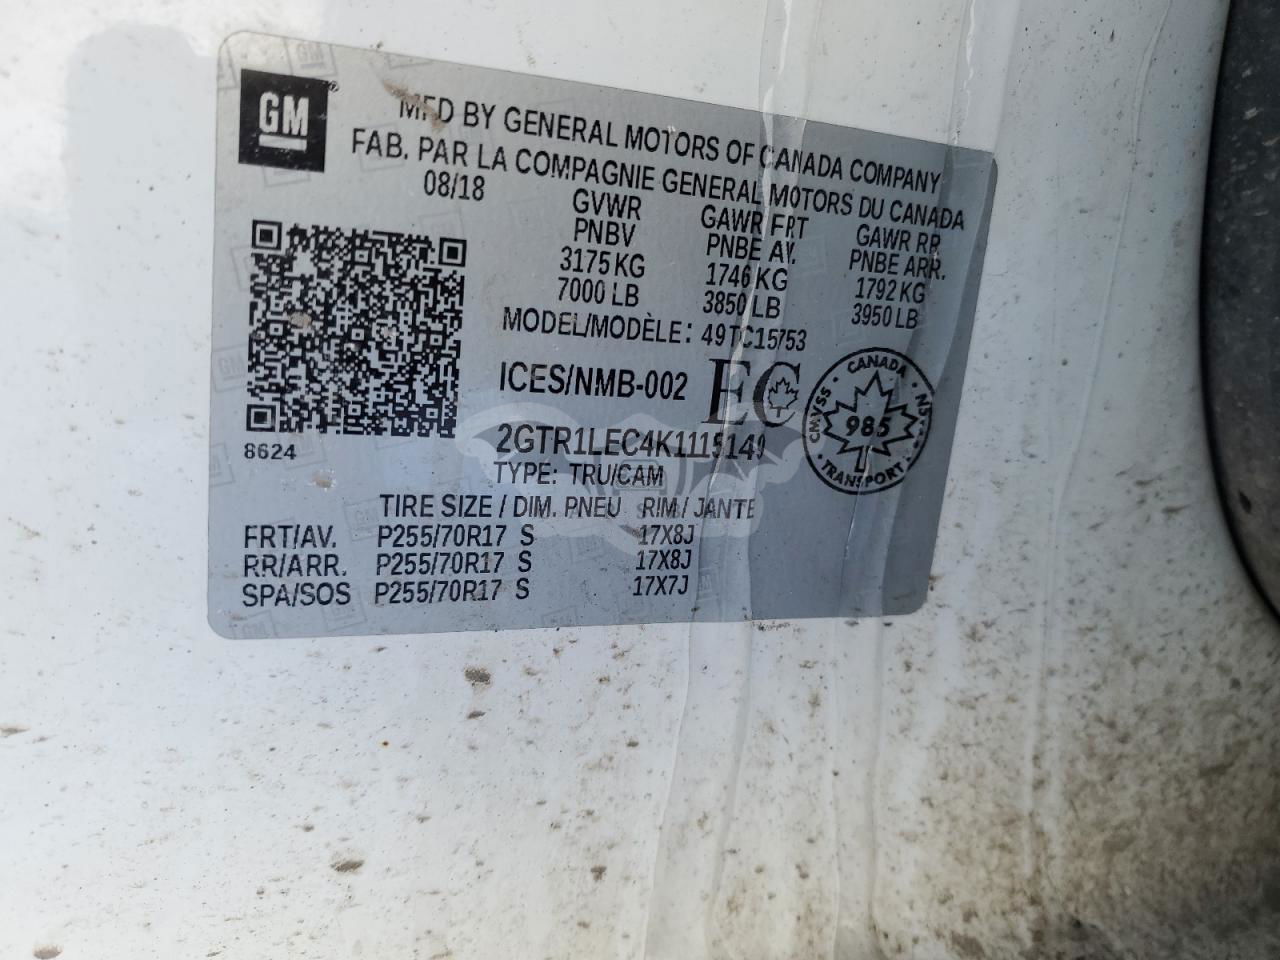 GM
MFD BY GENERAL MOTORS OF CANADA COMPANY
FAB. PAR LA COMPAGNIE GENERAL MOTORS DU CANADA
08/18 GVWR GAWR FRT GAWR RR
PNBV PNBE AV. PNBE ARR.
3175 KG 1746 KG 1792 KG
7000 LB 3850 LB 3950 LB
MODEL/MODÈLE: 49TC15753
ICES/NMB-002 EC
CANADA
CMVSS 985 NSVAC
TRANSPORT
8624
2GTR1LEC4K1115149
TYPE: TRU/CAM
TIRE SIZE / DIM. PNEU RIM / JANTE
FRT/AV. P255/70R17 S 17X8J
RR/ARR. P255/70R17 S 17X8J
SPA/SOS P255/70R17 S 17X7J